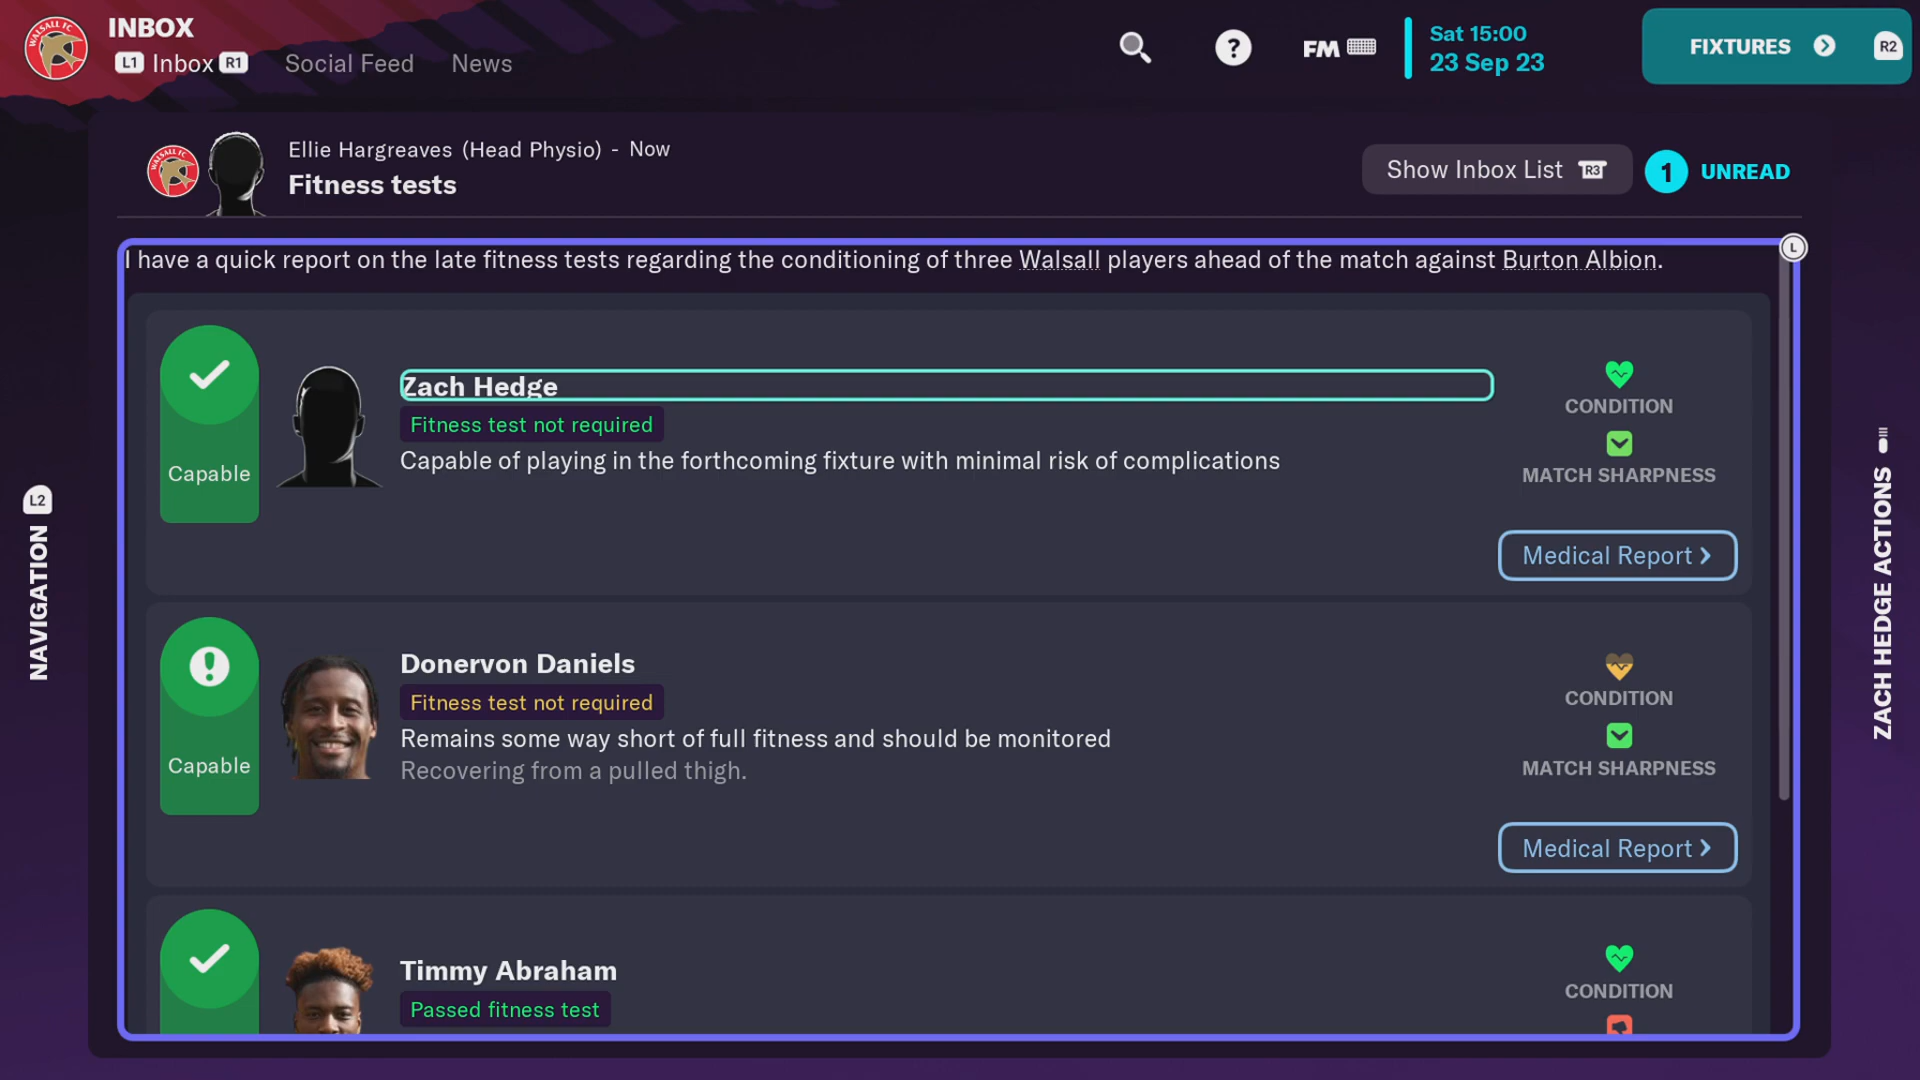 INBOX
L1 Inbox R1 Social Feed News
FM
Sat 15:00
23 Sep 23
FIXTURES R2
WALSALL FC
Ellie Hargreaves (Head Physio) - Now
Fitness tests
Show Inbox List R3
1 UNREAD
L
I have a quick report on the late fitness tests regarding the conditioning of three Walsall players ahead of the match against Burton Albion.
Capable
Zach Hedge
Fitness test not required
Capable of playing in the forthcoming fixture with minimal risk of complications
CONDITION
MATCH SHARPNESS
Medical Report
Capable
Donervon Daniels
Fitness test not required
Remains some way short of full fitness and should be monitored
Recovering from a pulled thigh.
CONDITION
MATCH SHARPNESS
Medical Report
Timmy Abraham
Passed fitness test
CONDITION
NAVIGATION L2
ZACH HEDGE ACTIONS
WALSALL FC